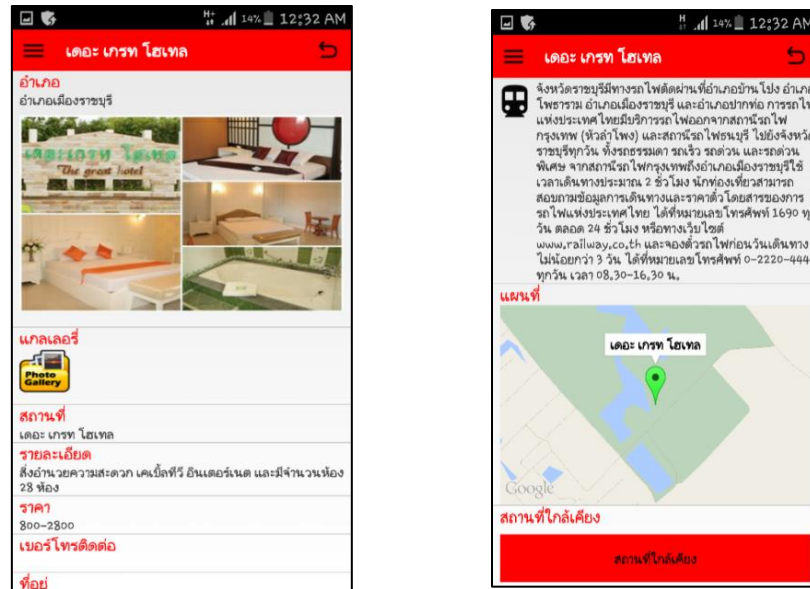 H+ 14% 12:32 AM
เดอะ เกรท โฮเทล
อำเภอ
อำเภอเมืองราชบุรี
เดอะเกรท โฮเทล
The great hotel
แกลเลอรี่
Photo
Gallery
สถานที่
เดอะ เกรท โฮเทล
รายละเอียด
สิ่งอำนวยความสะดวก เคเบิ้ลทีวี อินเตอร์เนต และมีจำนวนห้อง
28 ห้อง
ราคา
800-2800
เบอร์โทรติดต่อ
ที่อยู่
H 14% 12:32 AM
เดอะ เกรท โฮเทล
จังหวัดราชบุรีมีทางรถไฟตัดผ่านที่อำเภอบ้านโปง อำเภอ
โพธาราม อำเภอเมืองราชบุรี และอำเภอปากท่อ การรถไฟ
แห่งประเทศไทยมีบริการรถไฟออกจากสถานีรถไฟ
กรุงเทพ (หัวลำโพง) และสถานีรถไฟธนบุรี ไปยังจังหวัด
ราชบุรีทุกวัน ทั้งรถธรรมดา รถเร็ว รถด่วน และรถด่วน
พิเศษ จากสถานีรถไฟกรุงเทพถึงอำเภอเมืองราชบุรีใช้
เวลาเดินทางประมาณ 2 ชั่วโมง นักท่องเที่ยวสามารถ
สอบถามข้อมูลการเดินทางและราคาตั๋วโดยสารของการ
รถไฟแห่งประเทศไทย ได้ที่หมายเลขโทรศัพท์ 1690 ทุ
วัน ตลอด 24 ชั่วโมง หรือทางเว็บไซต์
www.railway.co.th และจองตั๋วรถไฟก่อนวันเดินทาง
ไม่น้อยกว่า 3 วัน ได้ที่หมายเลขโทรศัพท์ 0-2220-444
ทุกวัน เวลา 08.30-16.30 น.
แผนที่
เดอะ เกรท โฮเทล
Google
สถานที่ใกล้เคียง
สถานที่ใกล้เคียง